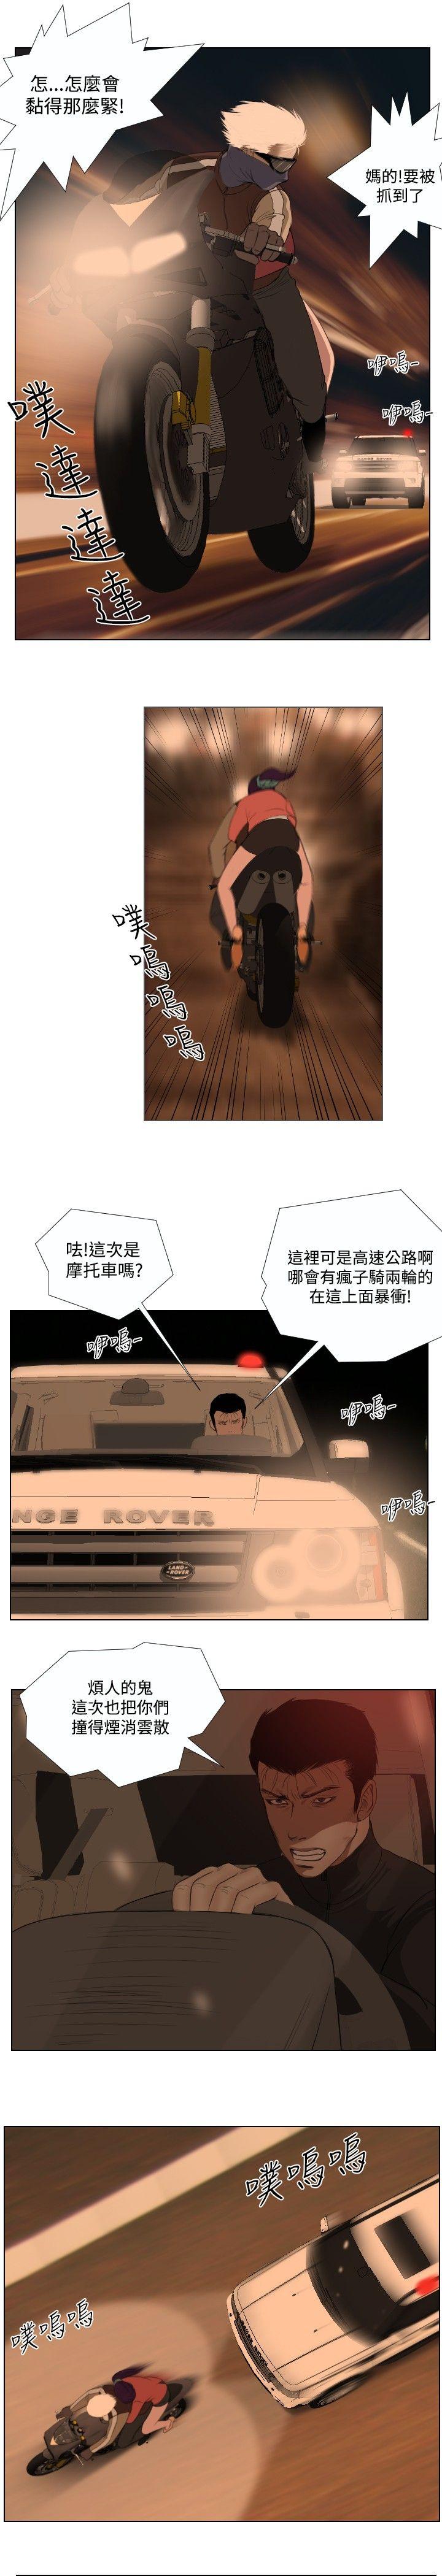 怎...怎麼會
黏得那麼緊!
媽的!要被
抓到了
咿嗚~
咿嗚~
RANGE ROVER
噗達達達
噗嗚嗚嗚
呿!這次是
摩托車嗎?
這裡可是高速公路啊
哪會有瘋子騎兩輪的
在這上面暴衝!
咿嗚~
咿嗚~
咿嗚~
NGE ROVER
LAND
ROVER
煩人的鬼
這次也把你們
撞得煙消雲散
噗嗚嗚
噗嗚嗚